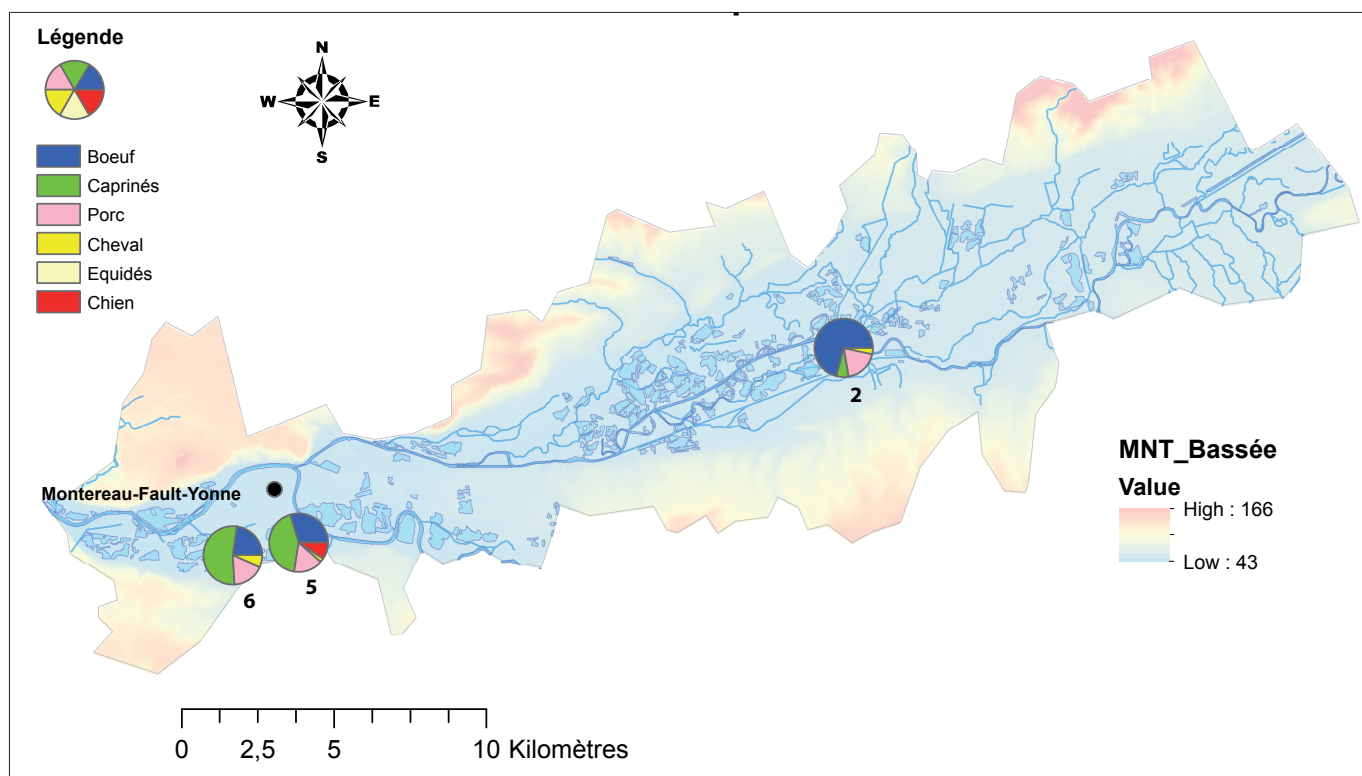 Légende
N
W E
S
Boeuf
Caprinés
Porc
Cheval
Equidés
Chien
2
Montereau-Fault-Yonne
5
6
MNT_Bassée
Value
High : 166
Low : 43
0 2,5 5 10 Kilomètres